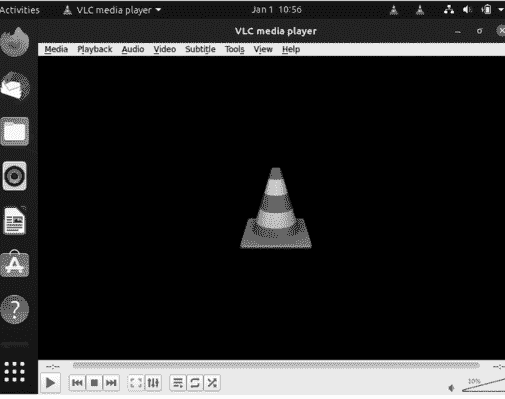 Activities VLC media player Jan 1 10:56
VLC media player
Media Playback Audio Video Subtitle Tools View Help
--:-- --:--
10%